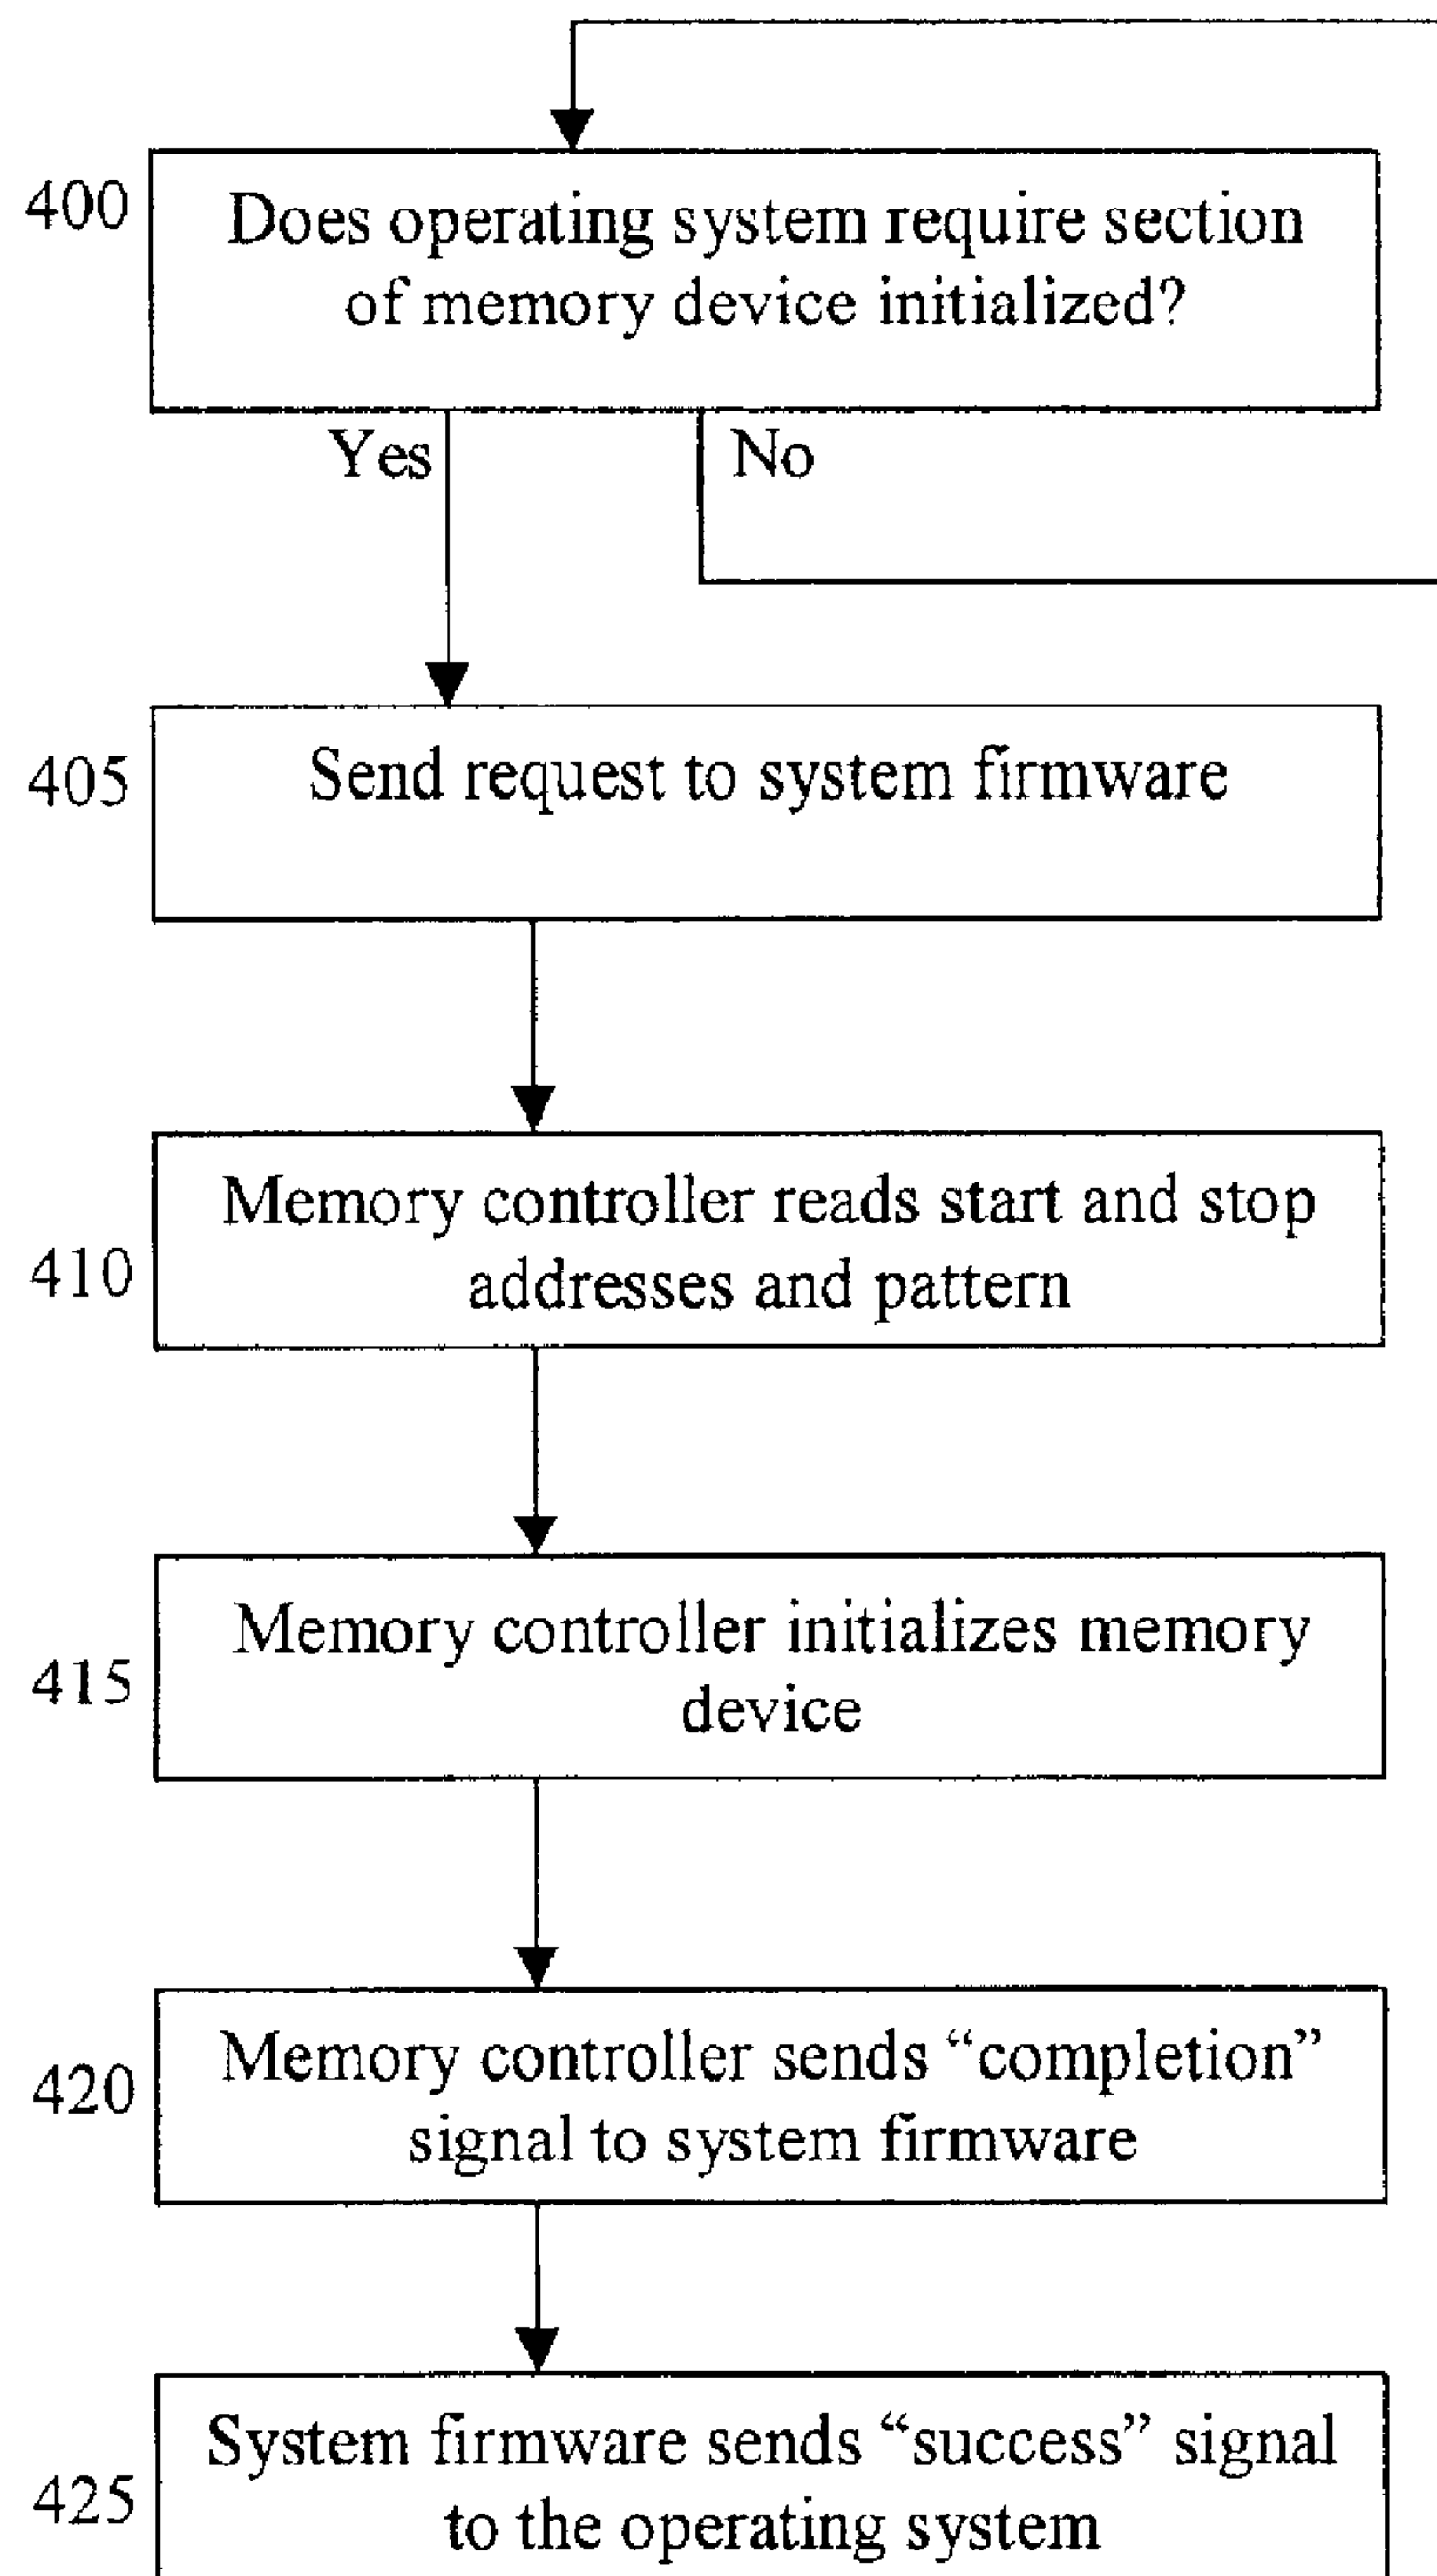 400
Does operating system require section
of memory device initialized?
Yes
No
405
Send request to system firmware
Memory controller reads start and stop
410
addresses and pattern
Memory controller initializes memory
415
device
Memory controller sends “completion”
420
signal to system firmware
System firmware sends “success” signal
425
to the operating system